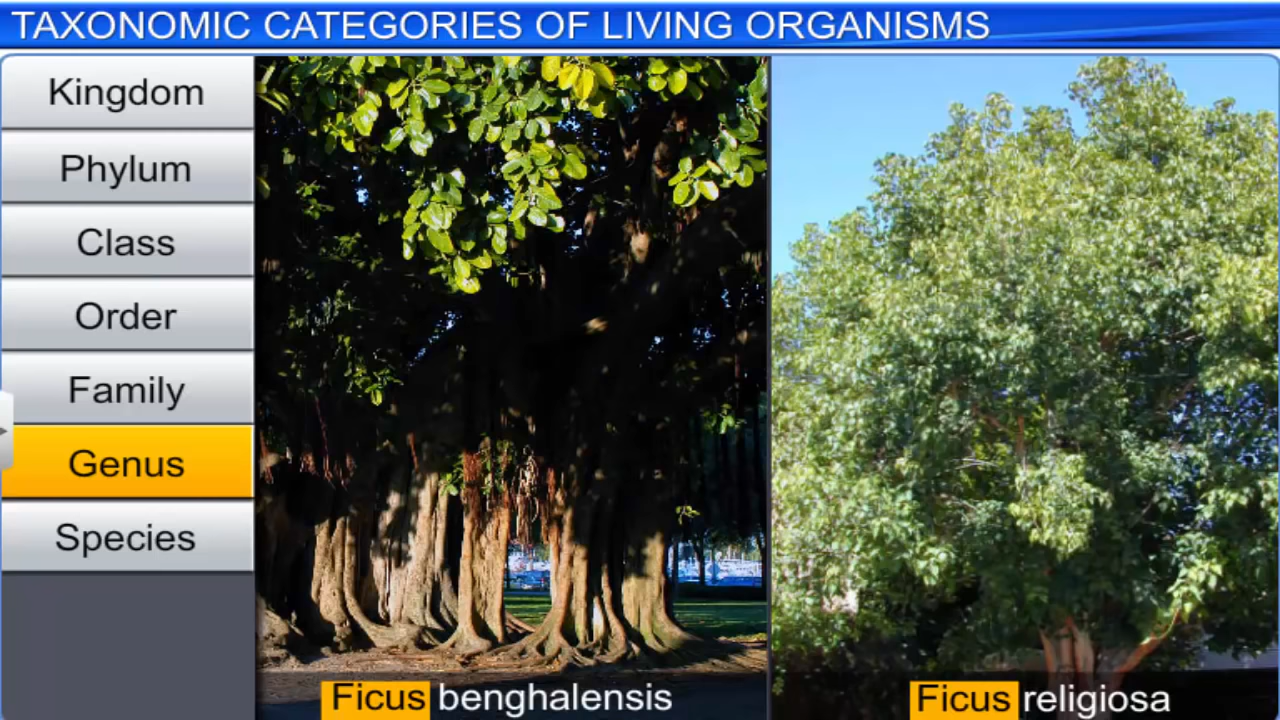 TAXONOMIC CATEGORIES OF LIVING ORGANISMS
Kingdom
Phylum
Class
Order
Family
Genus
Species
Ficus benghalensis
Ficus religiosa